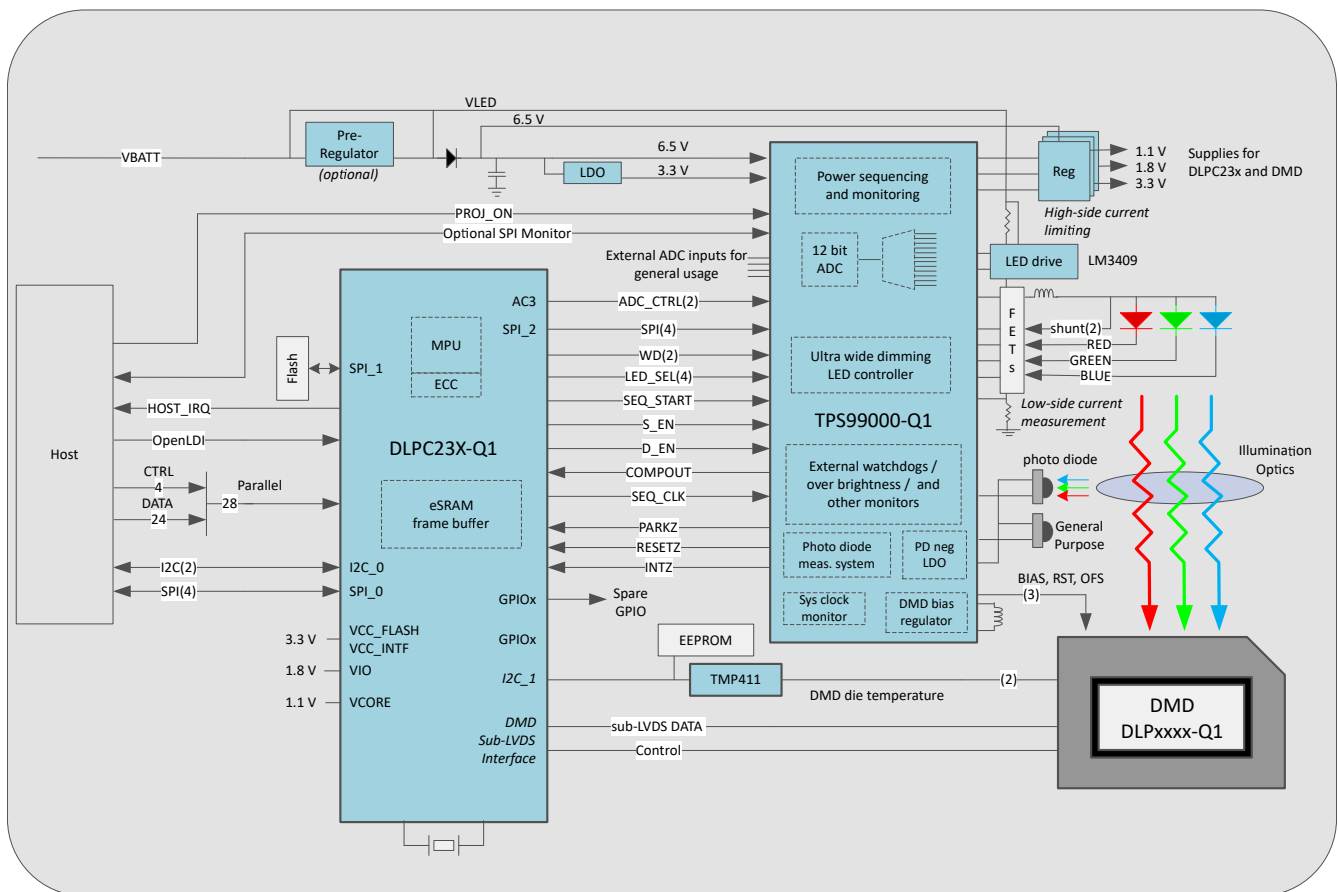 VLED
6.5 V
VBATT
Pre-
Regulator
(optional)
6.5 V
LDO
3.3 V
Power sequencing
and monitoring
Reg
1.1 V
1.8 V
3.3 V
Supplies for
DLPC23x and DMD
High-side current
limiting
PROJ_ON
Optional SPI Monitor
External ADC inputs for
general usage
12 bit
ADC
LED drive
LM3409
Host
Flash
SPI_1
AC3
SPI_2
MPU
ECC
DLPC23X-Q1
eSRAM
frame buffer
ADC_CTRL(2)
SPI(4)
WD(2)
LED_SEL(4)
SEQ_START
S_EN
D_EN
COMPOUT
SEQ_CLK
PARKZ
RESETZ
INTZ
Ultra wide dimming
LED controller
TPS99000-Q1
External watchdogs /
over brightness /  and
other monitors
Photo diode
meas. system
PD neg
LDO
Sys clock
monitor
DMD bias
regulator
F
E
T
s
shunt(2)
RED
GREEN
BLUE
Low-side current
measurement
photo diode
Illumination
Optics
General
Purpose
BIAS, RST, OFS
(3)
HOST_IRQ
OpenLDI
CTRL
4
DATA
24
28
Parallel
I2C(2)
SPI(4)
I2C_0
SPI_0
3.3 V
VCC_FLASH
VCC_INTF
1.8 V
VIO
1.1 V
VCORE
GPIOx
Spare
GPIO
GPIOx
EEPROM
I2C_1
TMP411
DMD die temperature
(2)
DMD
Sub-LVDS
Interface
sub-LVDS DATA
Control
DMD
DLPxxxx-Q1